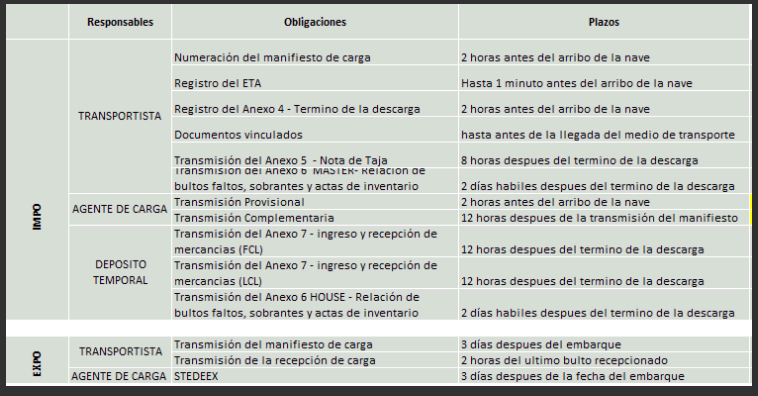 Responsables Obligaciones Plazos
IMPO
TRANSPORTISTA
Numeración del manifiesto de carga 2 horas antes del arribo de la nave
Registro del ETA Hasta 1 minuto antes del arribo de la nave
Registro del Anexo 4 - Termino de la descarga 2 horas antes del arribo de la nave
Documentos vinculados hasta antes de la llegada del medio de transporte
Transmisión del Anexo 5 - Nota de Taja 8 horas despues del termino de la descarga
Transmisión del Anexo 6 MASTER- Relación de
bultos faltos, sobrantes y actas de inventario 2 días habiles despues del termino de la descarga
AGENTE DE CARGA
Transmisión Provisional 2 horas antes del arribo de la nave
Transmisión Complementaria 12 horas despues de la transmisión del manifiesto
DEPOSITO
TEMPORAL
Transmisión del Anexo 7 - ingreso y recepción de
mercancias (FCL) 12 horas despues del termino de la descarga
Transmisión del Anexo 7 - ingreso y recepción de
mercancias (LCL) 12 horas despues del termino de la descarga
Transmisión del Anexo 6 HOUSE - Relación de
bultos faltos, sobrantes y actas de inventario 2 días habiles despues del termino de la descarga
EXPO
TRANSPORTISTA
Transmisión del manifiesto de carga 3 días despues del embarque
Transmisión de la recepción de carga 2 horas del ultimo bulto recepcionado
AGENTE DE CARGA STEDEEX 3 días despues de la fecha del embarque